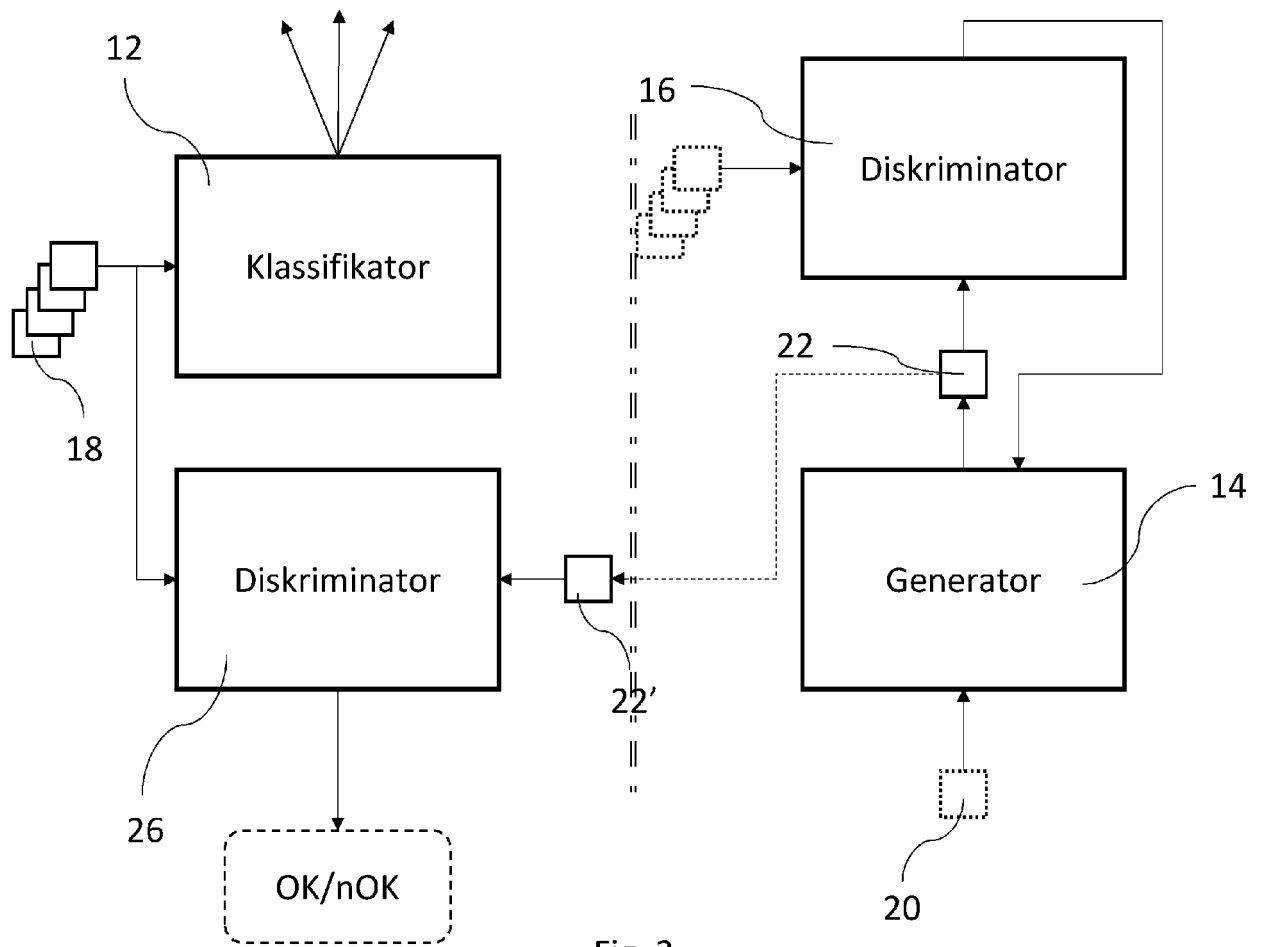 12
16
Diskriminator
Klassifikator
22
18
14
Diskriminator
Generator
22’
26
OK/nOK
20